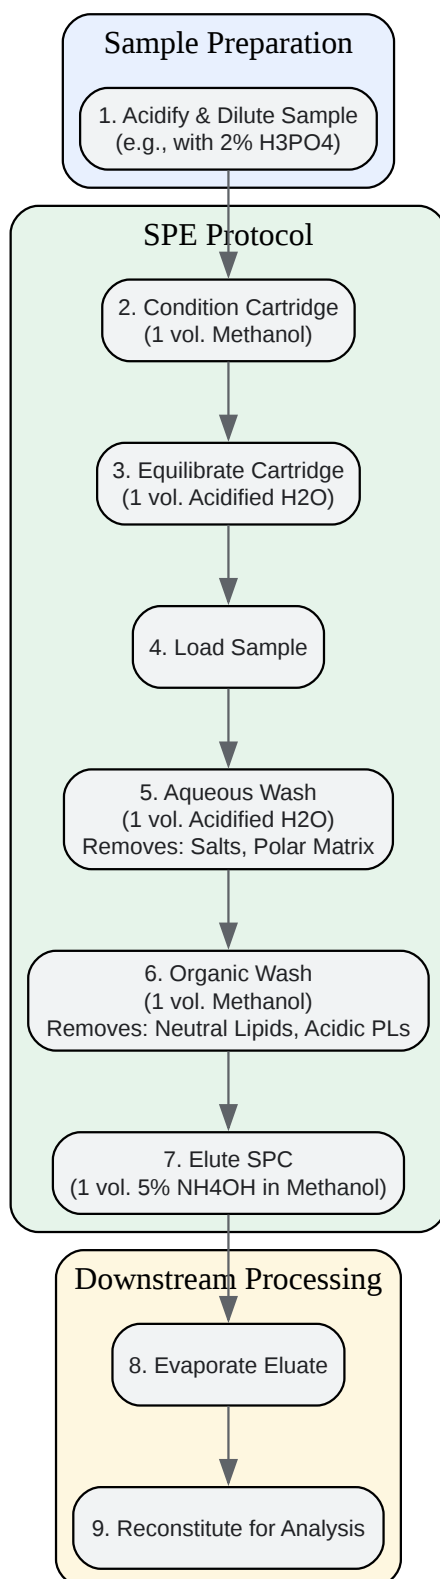 Sample Preparation
1. Acidify & Dilute Sample
(e.g., with 2% H3PO4)
SPE Protocol
2. Condition Cartridge
(1 vol. Methanol)
3. Equilibrate Cartridge
(1 vol. Acidified H2O)
4. Load Sample
5. Aqueous Wash
(1 vol. Acidified H2O)
Removes: Salts, Polar Matrix
6. Organic Wash
(1 vol. Methanol)
Removes: Neutral Lipids, Acidic PLs
7. Elute SPC
(1 vol. 5% NH4OH in Methanol)
Downstream Processing
8. Evaporate Eluate
9. Reconstitute for Analysis